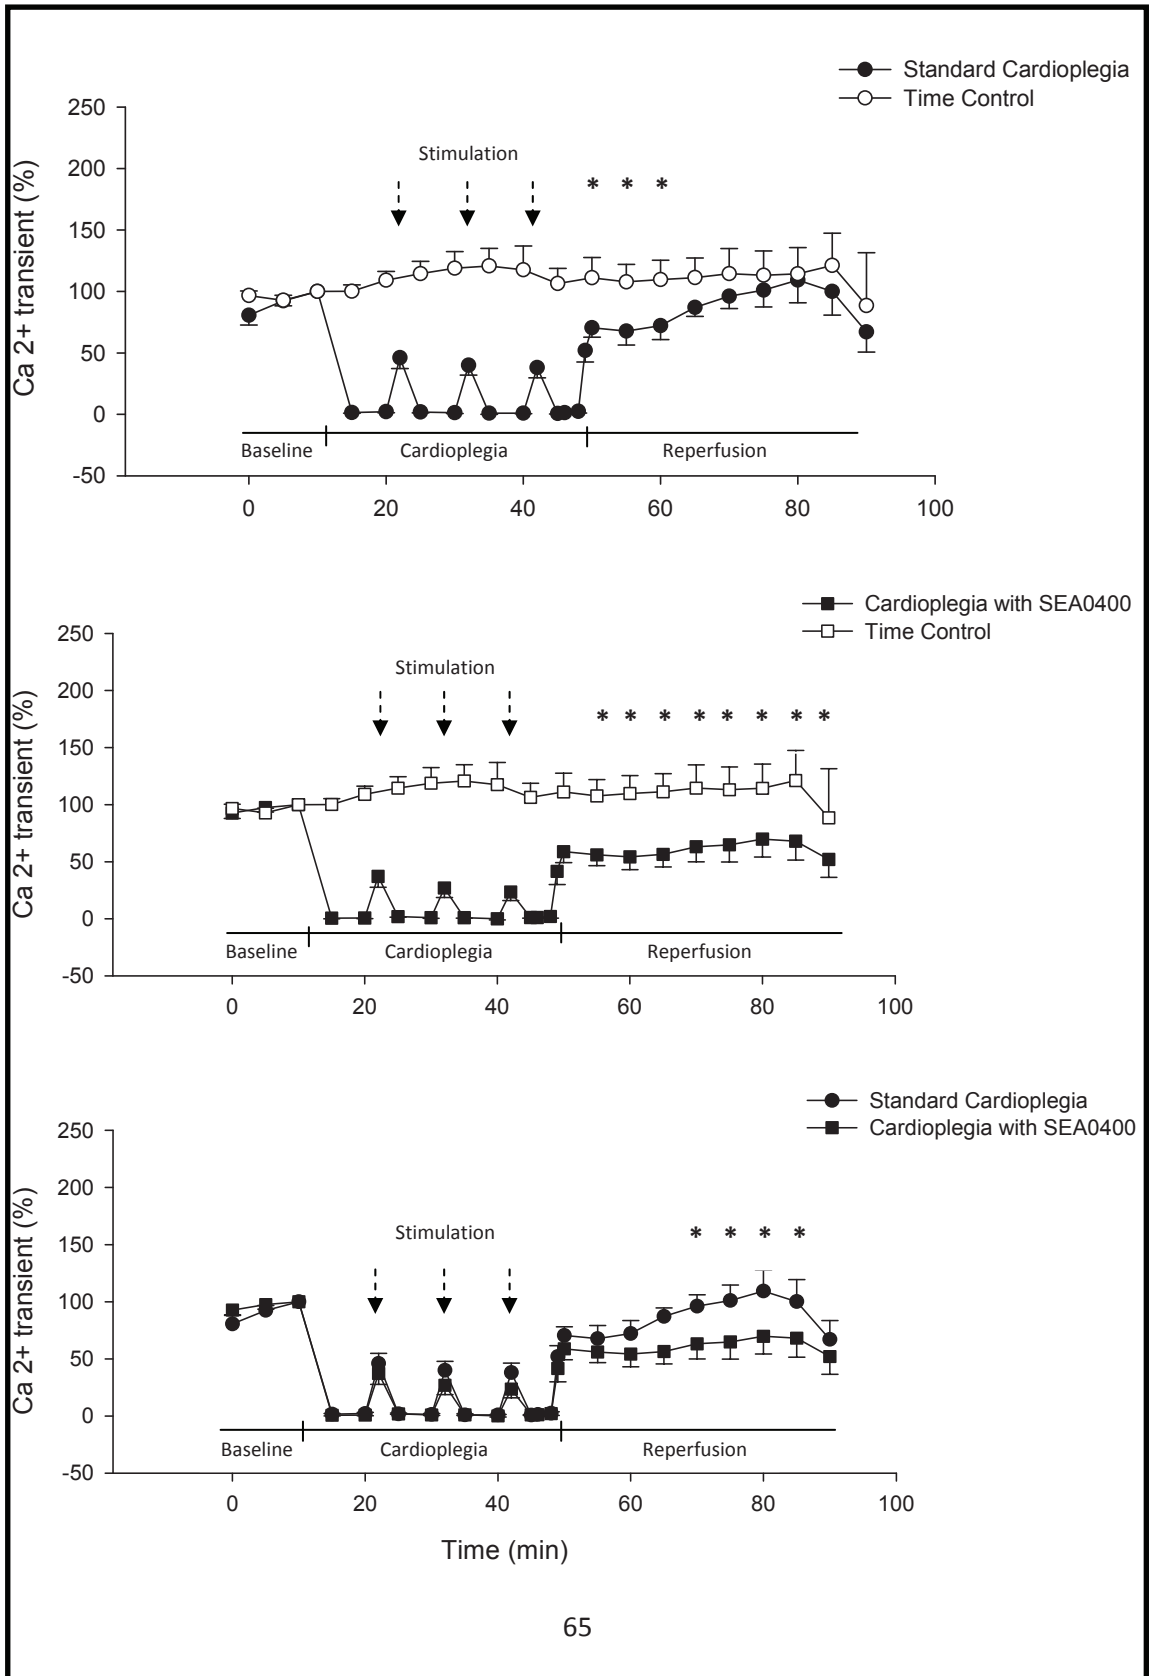 Standard Cardioplegia
Time Control
250
200
150
100
50
0
-50
Ca 2+ transient (%)
Stimulation
* * *
Baseline
Cardioplegia
Reperfusion
0 20 40 60 80 100
Cardioplegia with SEA0400
Time Control
250
200
150
100
50
0
-50
Ca 2+ transient (%)
Stimulation
* * * * * * * *
Baseline
Cardioplegia
Reperfusion
0 20 40 60 80 100
Standard Cardioplegia
Cardioplegia with SEA0400
250
200
150
100
50
0
-50
Ca 2+ transient (%)
Stimulation
* * * *
Baseline
Cardioplegia
Reperfusion
0 20 40 60 80 100
Time (min)
65